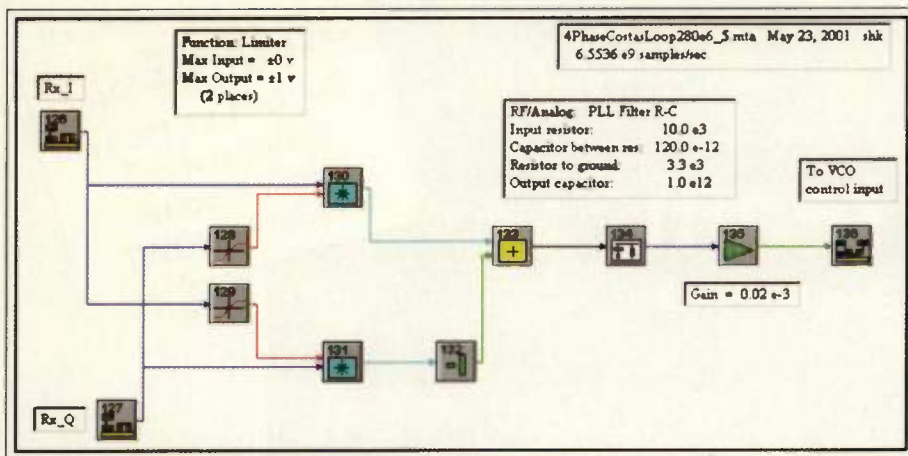 Function: Limiter
Max Input = ±0 v
Max Output = ±1 v
(2 places)
4PhaseCostasLoop280e6_5.mta May 23, 2001 shk
6.5536 e9 samples/sec
Rx_I
126
RF/Analog: PLL Filter R-C
Input resistor: 10.0 e3
Capacitor between res: 120.0 e-12
Resistor to ground: 3.3 e3
Output capacitor: 1.0 e12
To VCO
control input
130
128
133
134
135
136
129
Gain = 0.02 e-3
131
132
Rx_Q
127